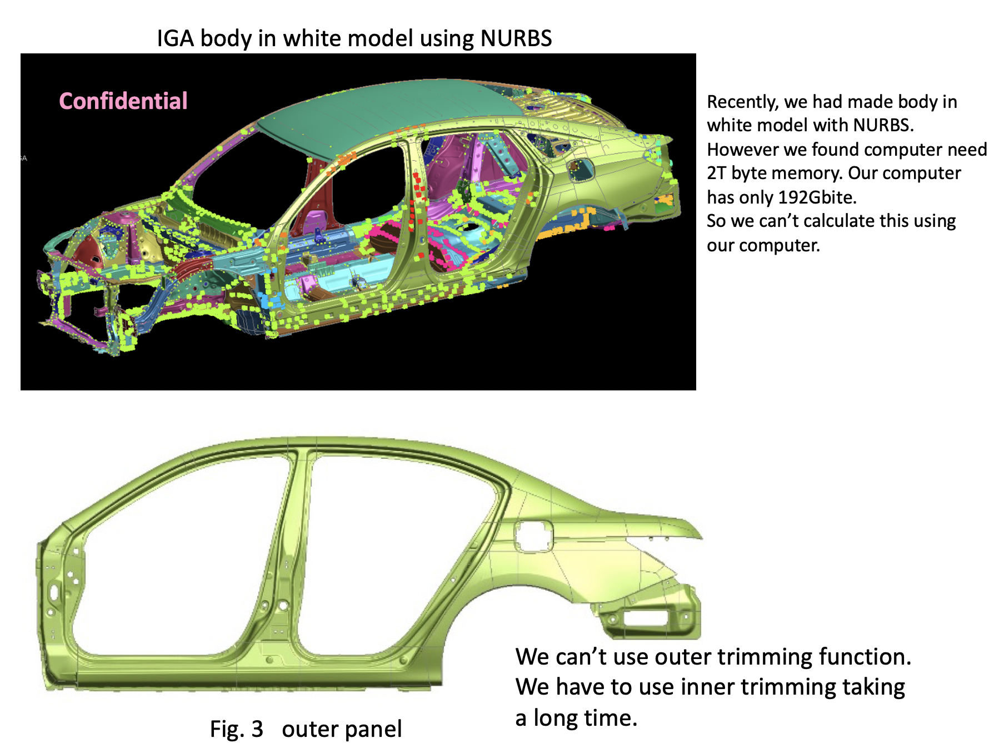 IGA body in white model using NURBS
Confidential
Recently, we had made body in
white model with NURBS.
However we found computer need
2T byte memory. Our computer
has only 192Gbite.
So we can’t calculate this using
our computer.
GA
We can’t use outer trimming function.
We have to use inner trimming taking
a long time.
Fig. 3 outer panel